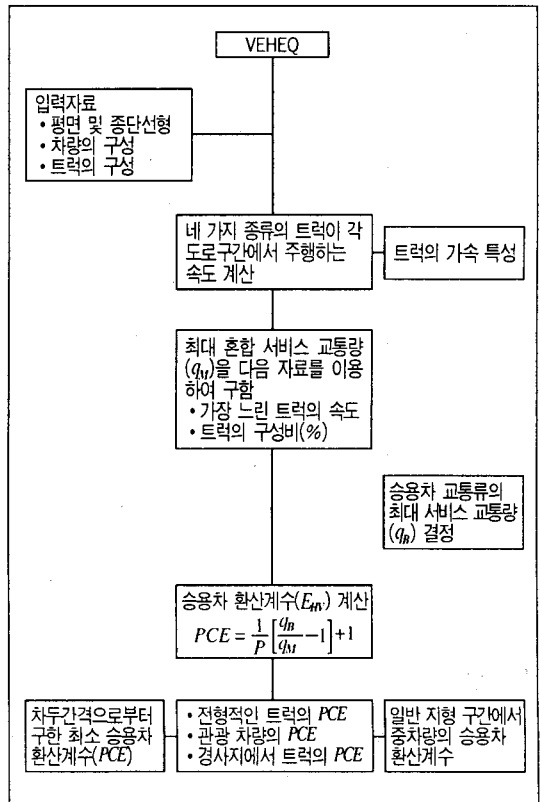 VEHEQ
입력자료
• 평면 및 종단선형
• 차량의 구성
• 트럭의 구성
네 가지 종류의 트럭이 각
도로구간에서 주행하는
속도 계산
트럭의 가속 특성
최대 혼합 서비스 교통량
(q_M)을 다음 자료를 이용
하여 구함
• 가장 느린 트럭의 속도
• 트럭의 구성비(%)
승용차 교통류의
최대 서비스 교통량
(q_B) 결정
승용차 환산계수(E_HV) 계산
PCE = 1/P [q_B/q_M − 1] + 1
차두간격으로부터
구한 최소 승용차
환산계수(PCE)
• 전형적인 트럭의 PCE
• 관광 차량의 PCE
• 경사지에서 트럭의 PCE
일반 지형 구간에서
중차량의 승용차
환산계수